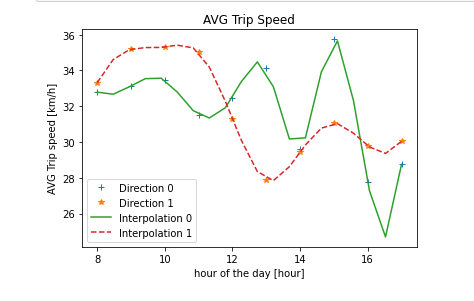 AVG Trip Speed
36
34
32
30
28
26
AVG Trip speed [km/h]
Direction 0
Direction 1
Interpolation 0
Interpolation 1
8
10
12
14
16
hour of the day [hour]